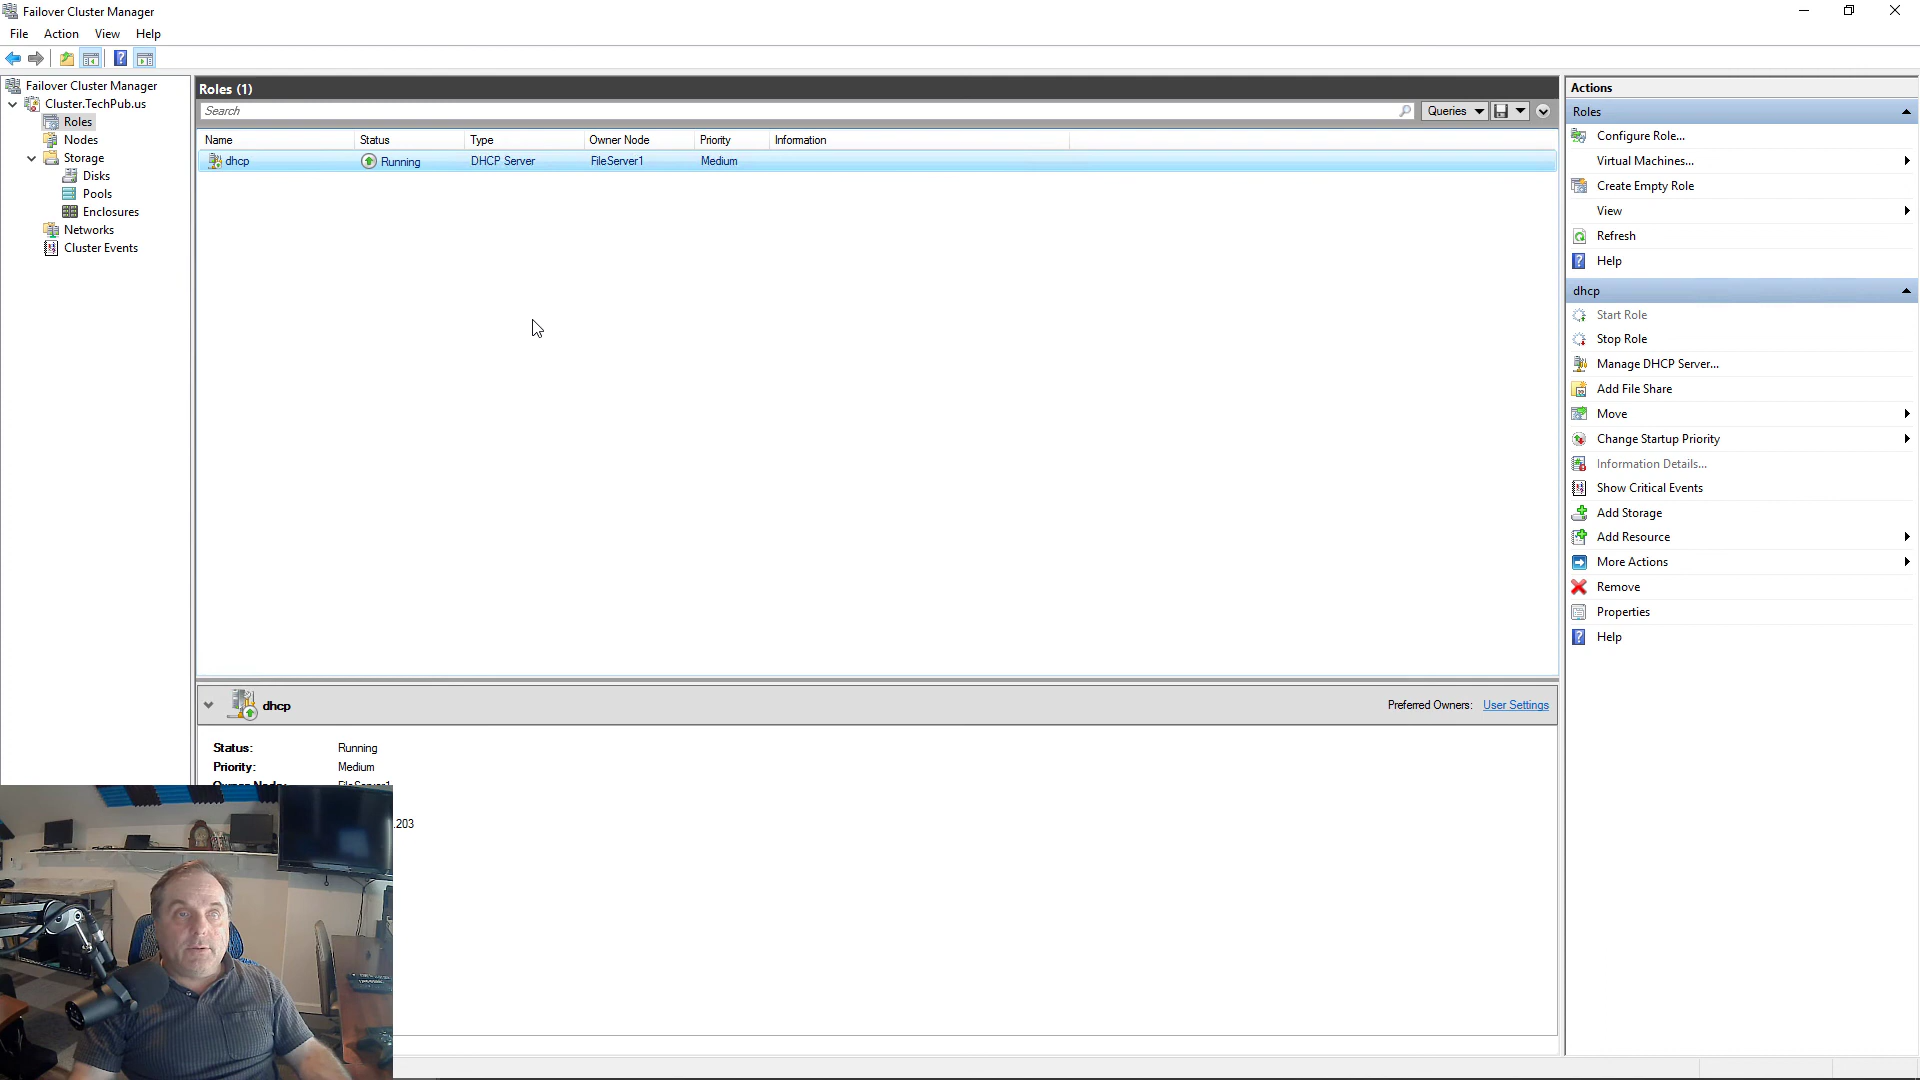 Failover Cluster Manager
File Action View Help
Failover Cluster Manager
Cluster.TechPub.us
Roles
Nodes
Storage
Disks
Pools
Enclosures
Networks
Cluster Events
Roles (1)
Search
Queries
Name Status Type Owner Node Priority Information
dhcp Running DHCP Server FileServer1 Medium
dhcp
Preferred Owners: User Settings
Status: Running
Priority: Medium
Owner Node: FileServer1
.203
Actions
Roles
Configure Role...
Virtual Machines...
Create Empty Role
View
Refresh
Help
dhcp
Start Role
Stop Role
Manage DHCP Server...
Add File Share
Move
Change Startup Priority
Information Details...
Show Critical Events
Add Storage
Add Resource
More Actions
Remove
Properties
Help